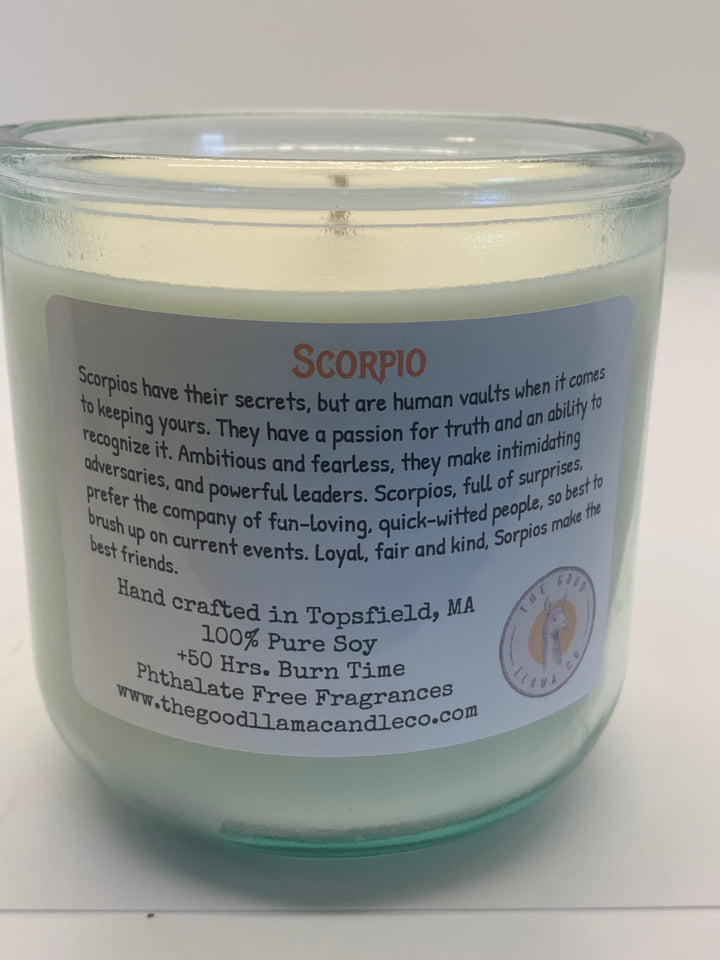 Scorpio
Scorpios have their secrets, but are human vaults when it comes
to keeping yours. They have a passion for truth and an ability to
recognize it. Ambitious and fearless, they make intimidating
adversaries, and powerful leaders. Scorpios, full of surprises,
prefer the company of fun-loving, quick-witted people, so best to
brush up on current events. Loyal, fair and kind, Sorpios make the
best friends.
Hand crafted in Topsfield, MA
100% Pure Soy
+50 Hrs. Burn Time
Phthalate Free Fragrances
www.thegoodllamacandleco.com
THE GOOD
LLAMA CO